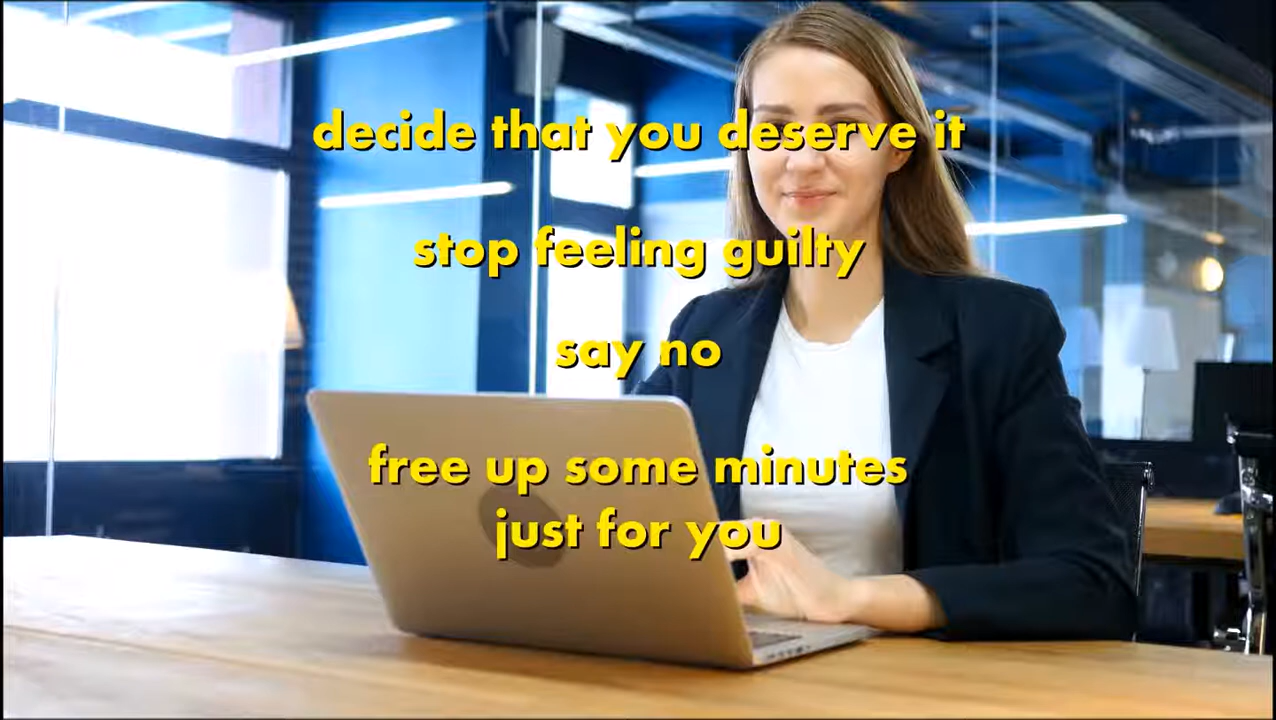 decide that you deserve it
stop feeling guilty
say no
free up some minutes
just for you